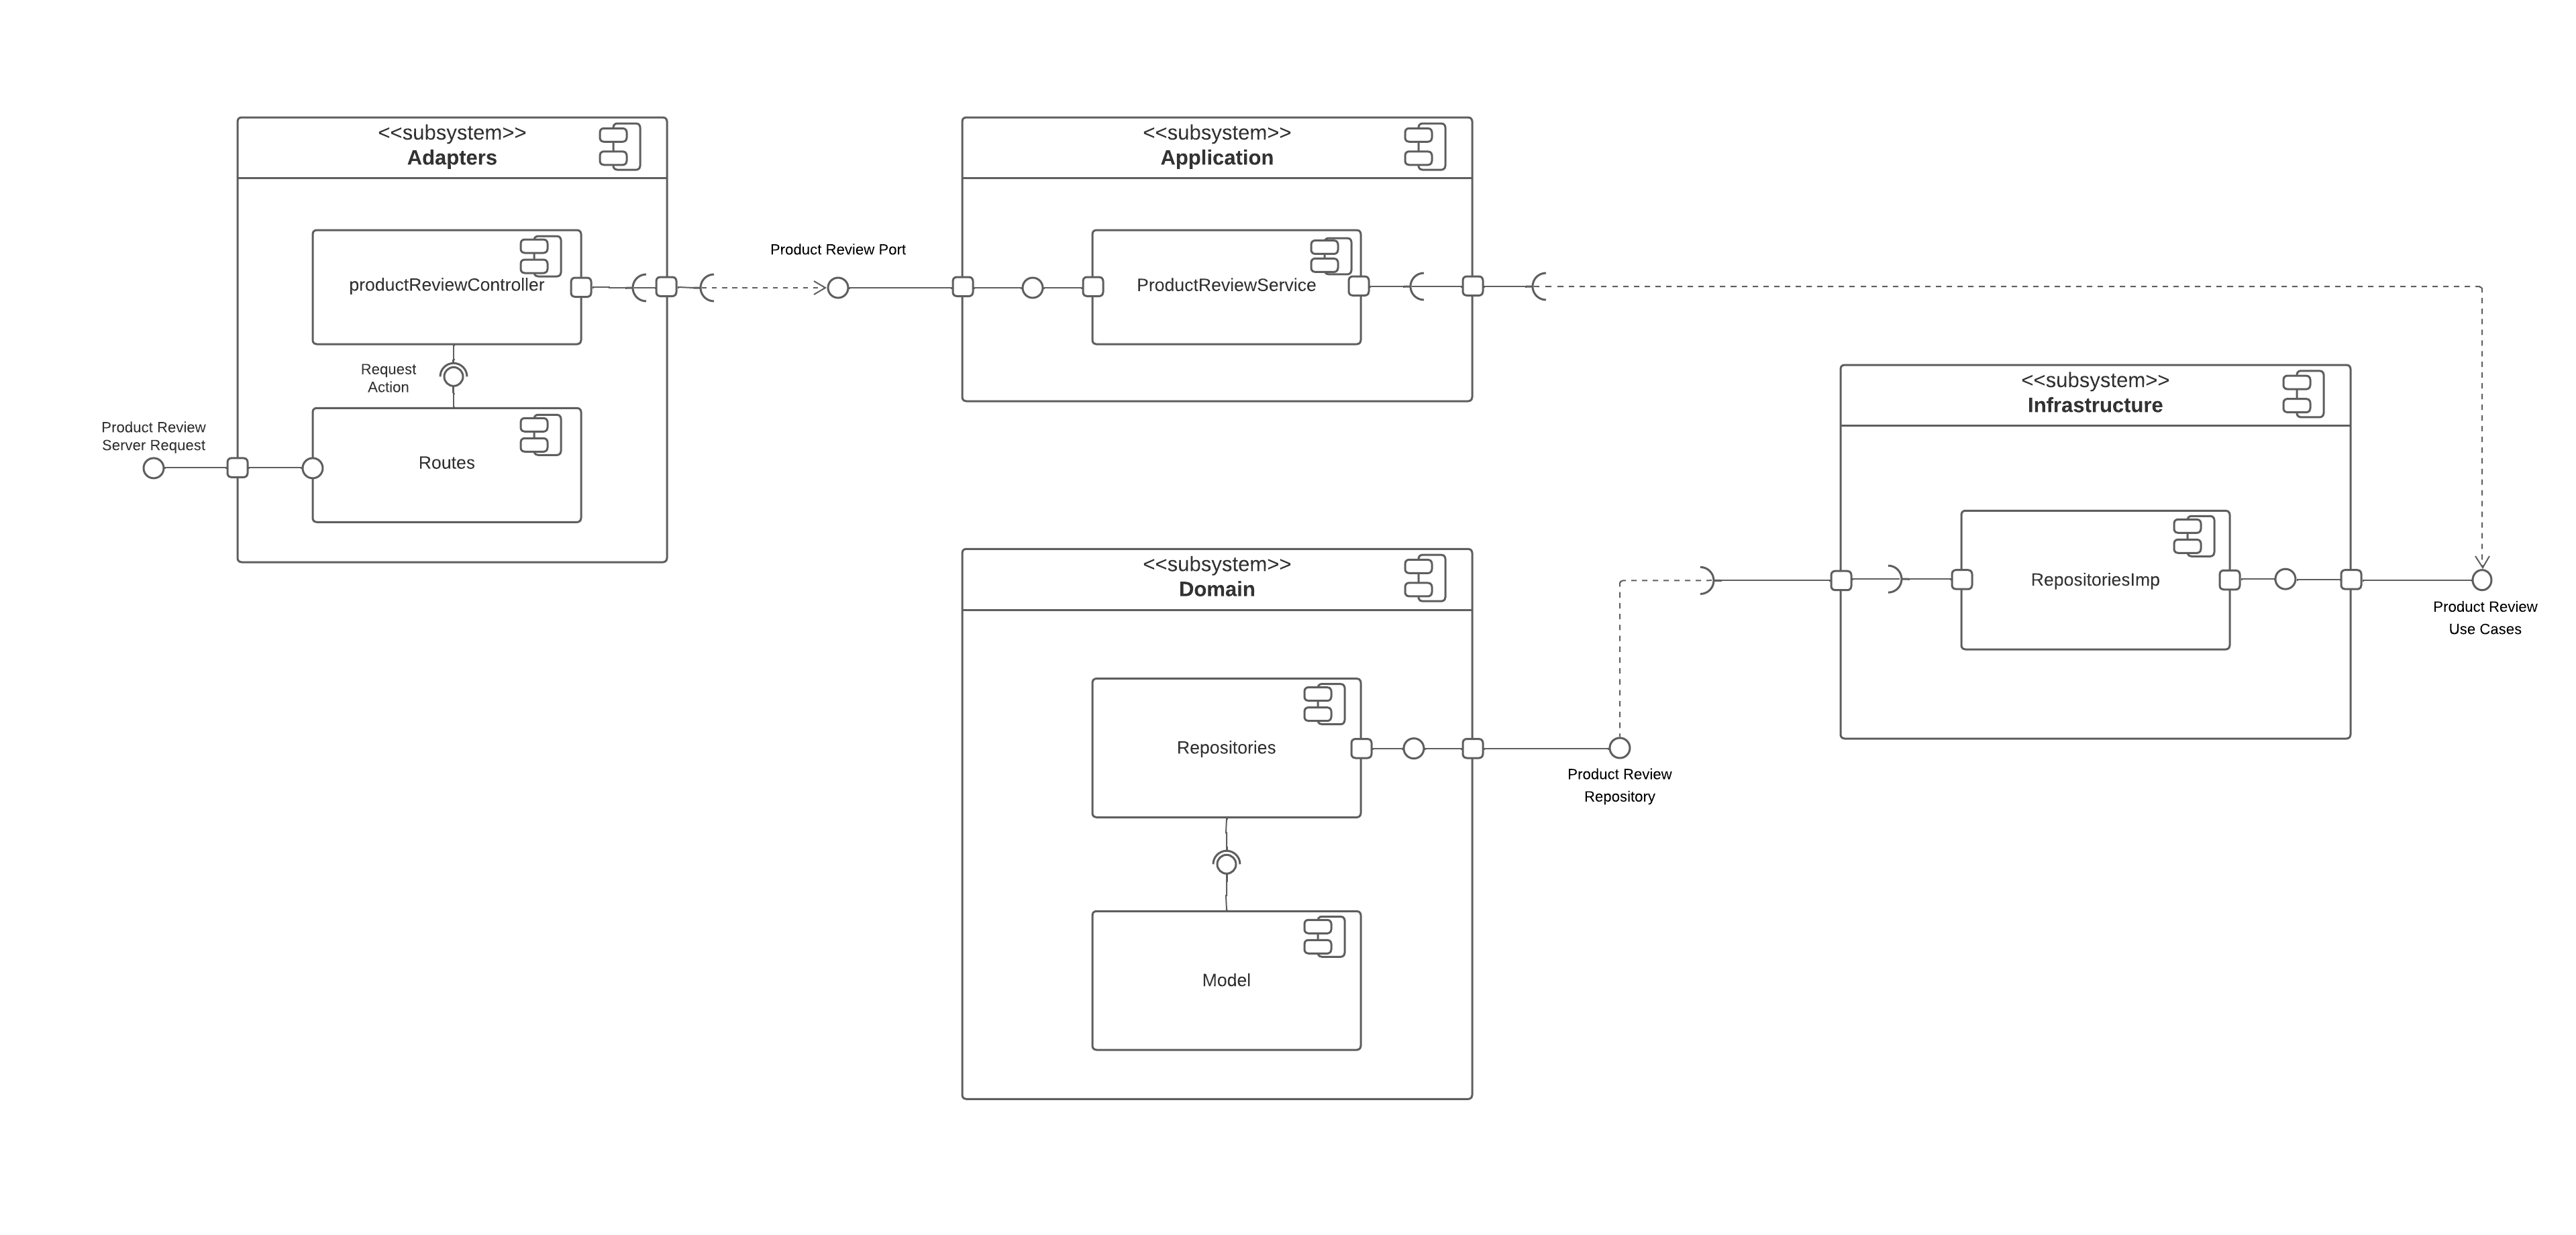 <<subsystem>>
Adapters
productReviewController
Request
Action
Routes
Product Review
Server Request
Product Review Port
<<subsystem>>
Application
ProductReviewService
<<subsystem>>
Domain
Repositories
Model
Product Review
Repository
<<subsystem>>
Infrastructure
RepositoriesImp
Product Review
Use Cases